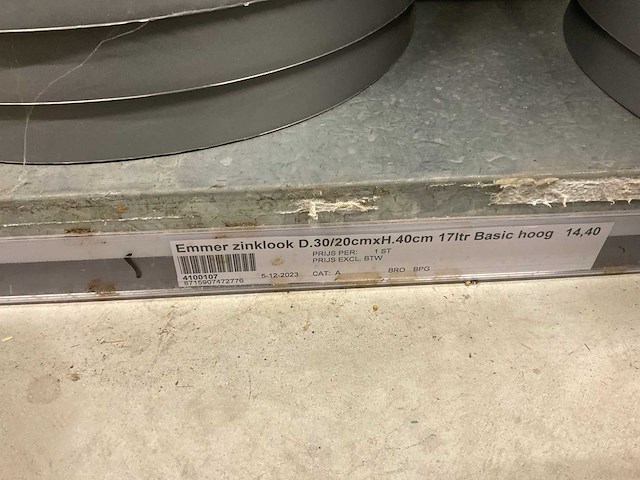 Emmer zinklook D.30/20cmxH.40cm 17ltr Basic hoog 14,40
PRIJS PER: 1 ST
PRIJS EXCL. BTW
4100107 5-12-2023 CAT: A BRO BPG
8715907472776